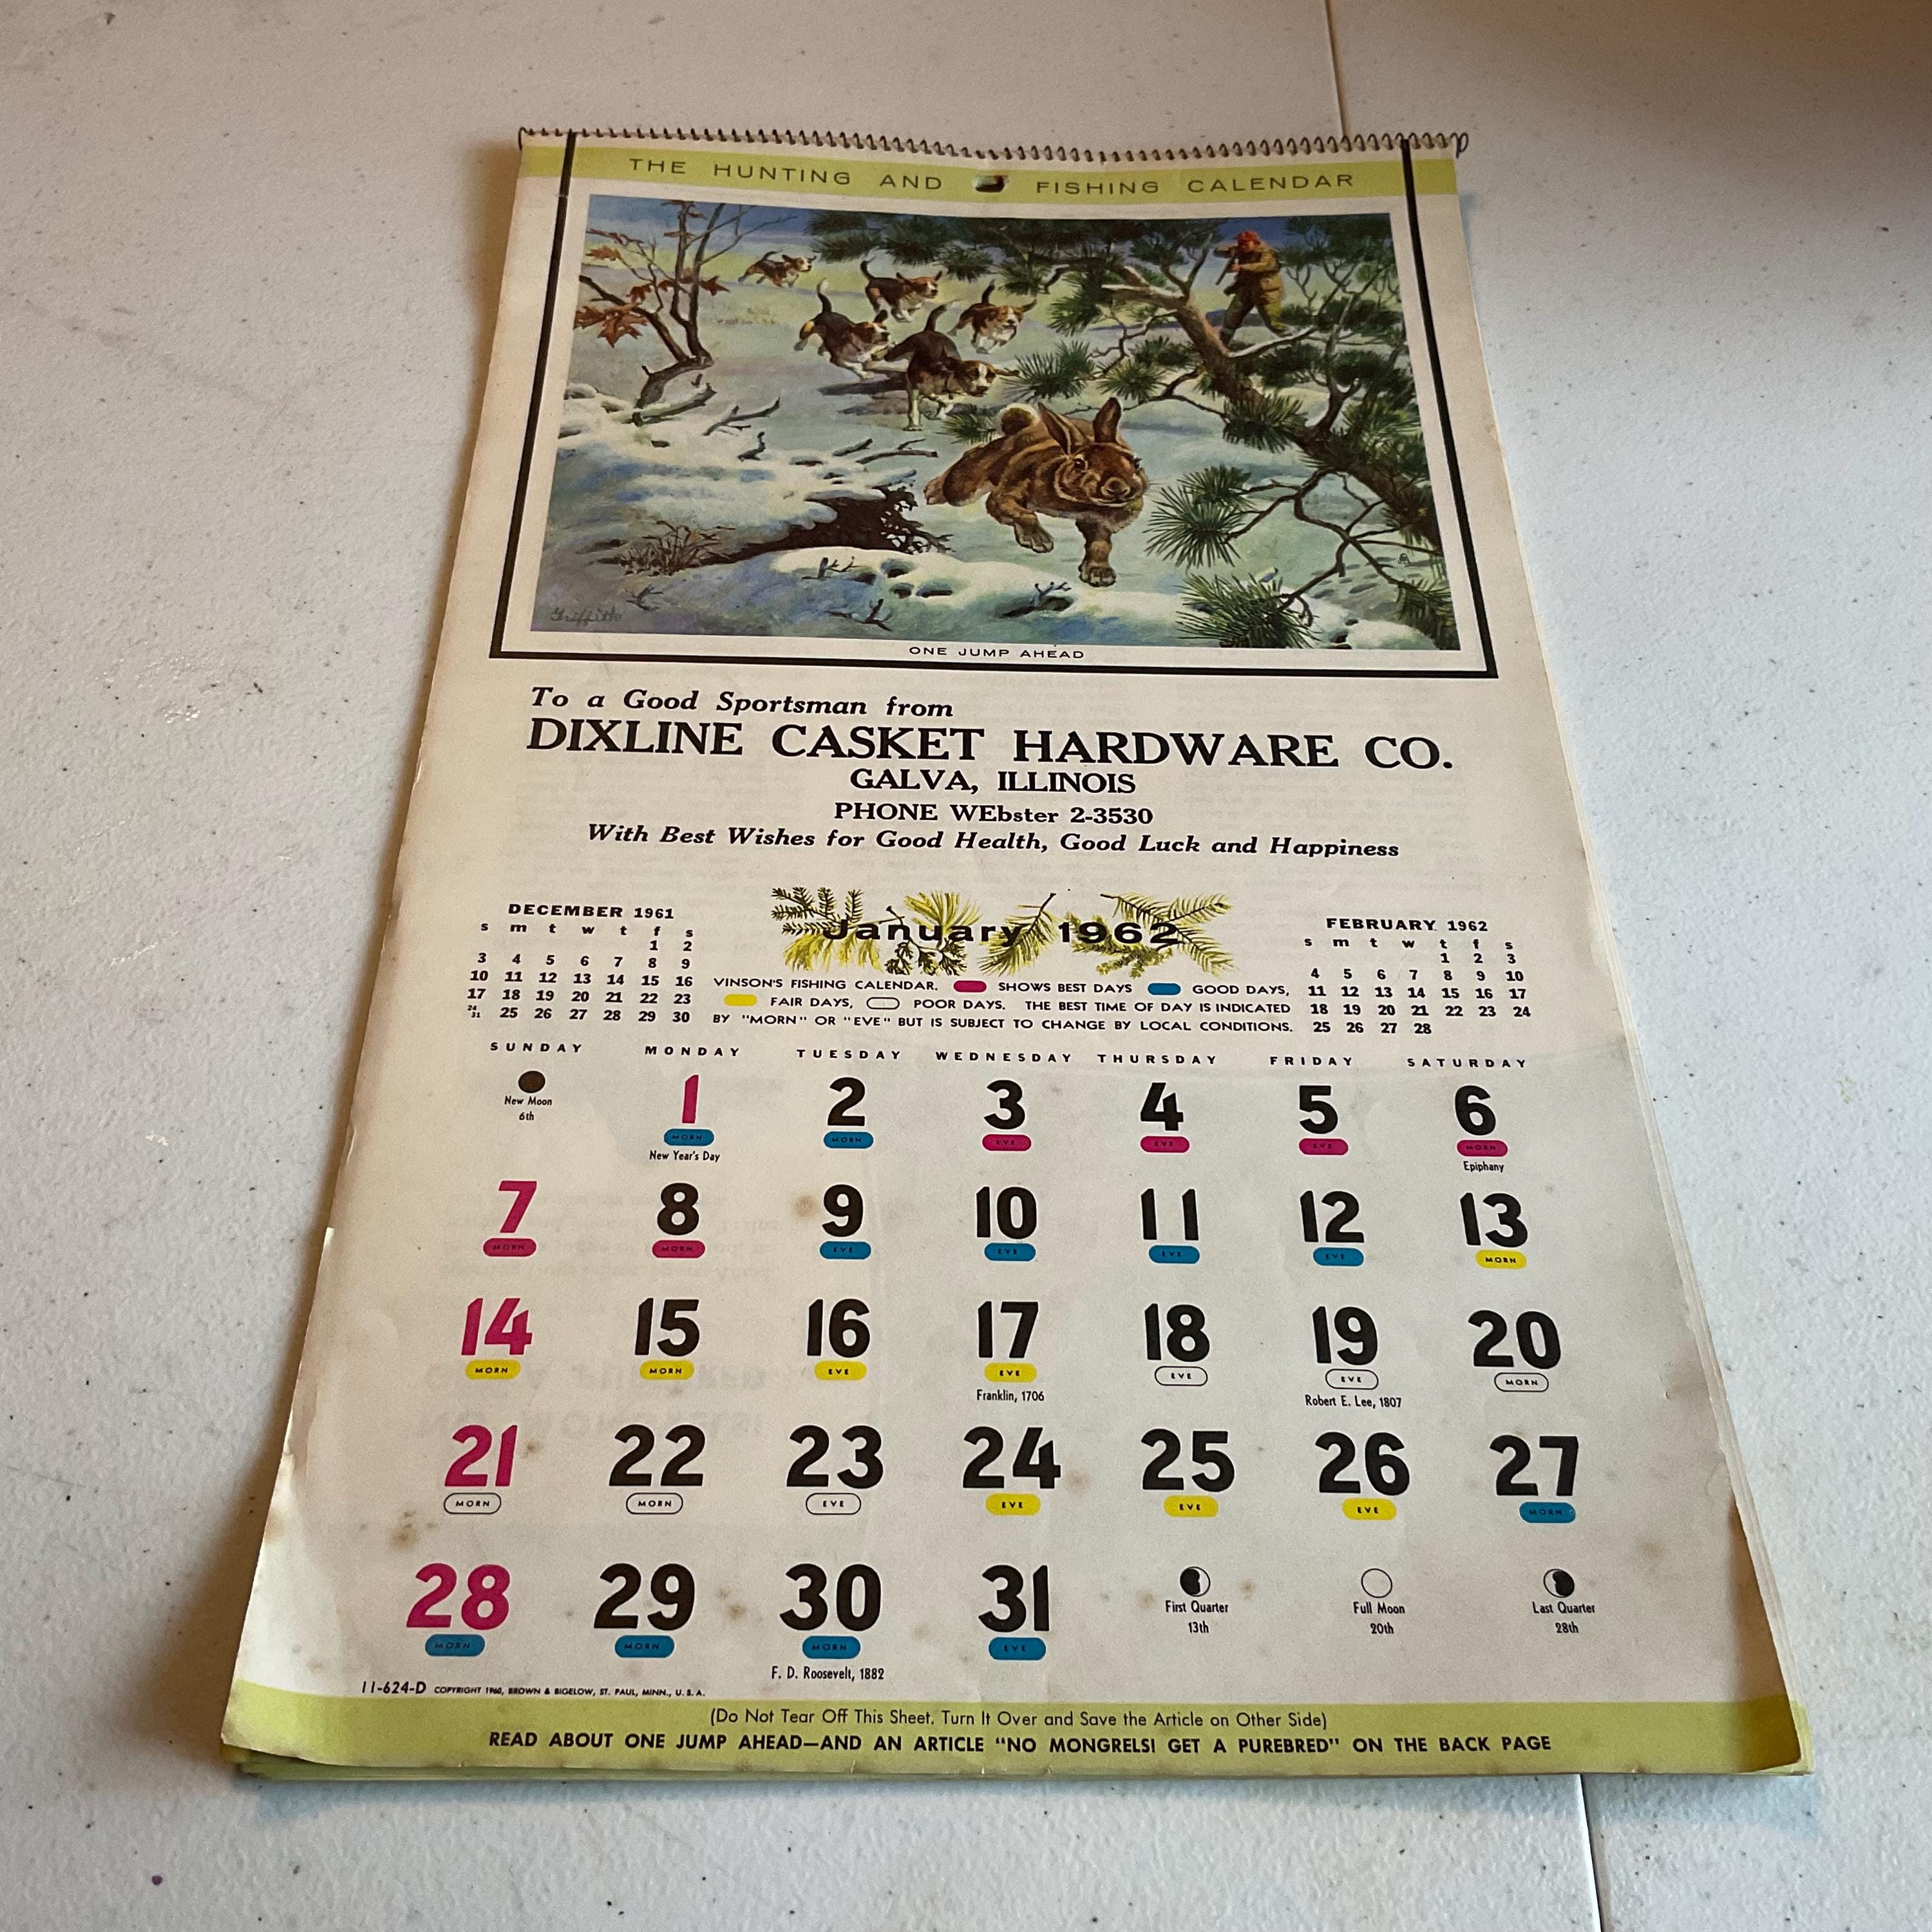 THE HUNTING AND FISHING CALENDAR
Griffith
ONE JUMP AHEAD
To a Good Sportsman from
DIXLINE CASKET HARDWARE CO.
GALVA, ILLINOIS
PHONE WEbster 2-3530
With Best Wishes for Good Health, Good Luck and Happiness
DECEMBER 1961
s m t w t f s
1 2
3 4 5 6 7 8 9
10 11 12 13 14 15 16
17 18 19 20 21 22 23
24/31 25 26 27 28 29 30
January 1962
VINSON'S FISHING CALENDAR. SHOWS BEST DAYS GOOD DAYS,
FAIR DAYS, POOR DAYS. THE BEST TIME OF DAY IS INDICATED
BY "MORN" OR "EVE" BUT IS SUBJECT TO CHANGE BY LOCAL CONDITIONS.
FEBRUARY 1962
s m t w t f s
1 2 3
4 5 6 7 8 9 10
11 12 13 14 15 16 17
18 19 20 21 22 23 24
25 26 27 28
SUNDAY MONDAY TUESDAY WEDNESDAY THURSDAY FRIDAY SATURDAY
New Moon
6th
1 2 3 4 5 6
MORN MORN EVE EVE EVE MORN
New Year's Day Epiphany
7 8 9 10 11 12 13
MORN MORN EVE EVE EVE EVE MORN
14 15 16 17 18 19 20
MORN MORN EVE EVE EVE EVE MORN
Franklin, 1706 Robert E. Lee, 1807
21 22 23 24 25 26 27
MORN MORN EVE EVE EVE EVE MORN
28 29 30 31
MORN MORN MORN EVE
F. D. Roosevelt, 1882
First Quarter
13th
Full Moon
20th
Last Quarter
28th
11-624-D COPYRIGHT 1960, BROWN & BIGELOW, ST. PAUL, MINN., U. S. A.
(Do Not Tear Off This Sheet. Turn It Over and Save the Article on Other Side)
READ ABOUT ONE JUMP AHEAD—AND AN ARTICLE "NO MONGRELS! GET A PUREBRED" ON THE BACK PAGE